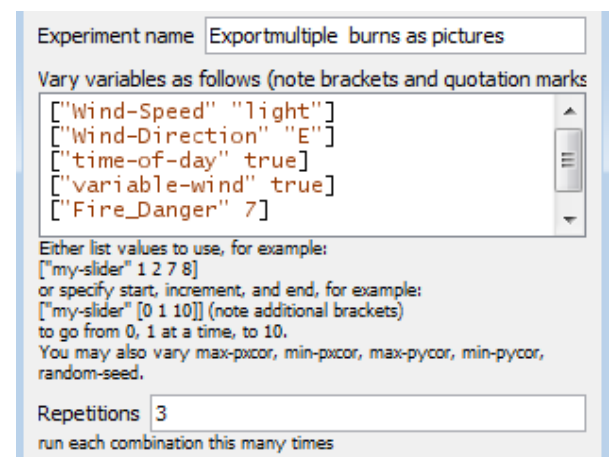 Experiment name Exportmultiple burns as pictures
Vary variables as follows (note brackets and quotation marks
["Wind-Speed" "light"]
["Wind-Direction" "E"]
["time-of-day" true]
["variable-wind" true]
["Fire_Danger" 7]
Either list values to use, for example:
["my-slider" 1 2 7 8]
or specify start, increment, and end, for example:
["my-slider" [0 1 10]] (note additional brackets)
to go from 0, 1 at a time, to 10.
You may also vary max-pxcor, min-pxcor, max-pycor, min-pycor,
random-seed.
Repetitions 3
run each combination this many times